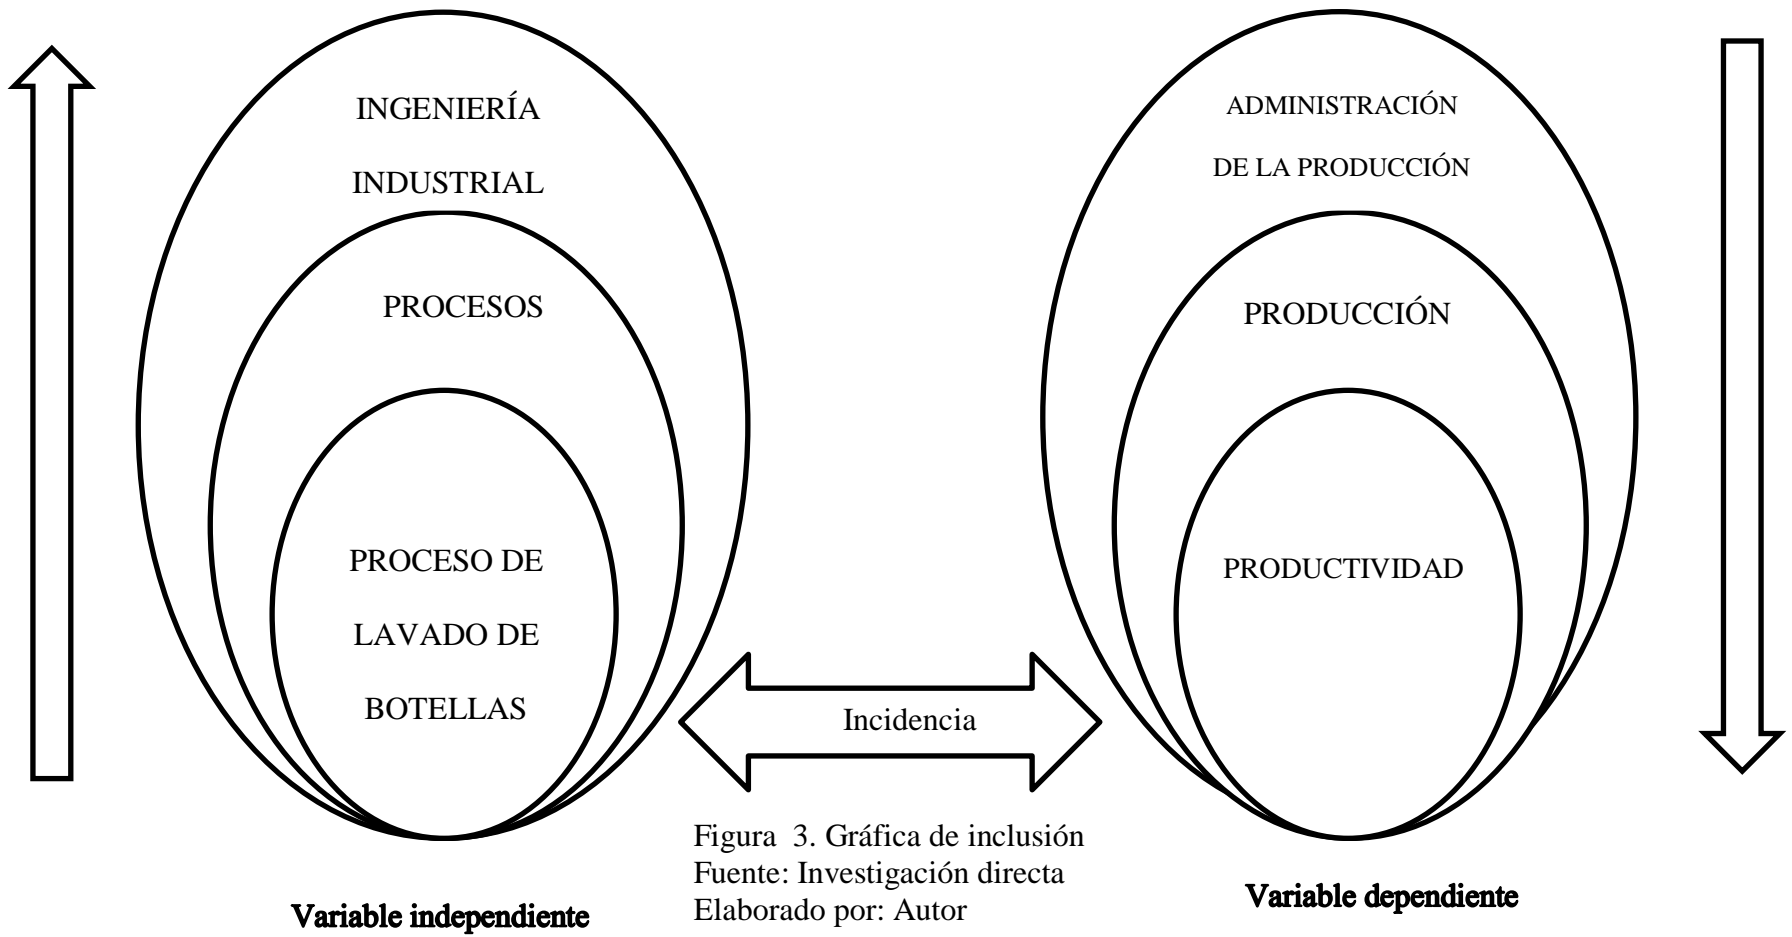 INGENIERÍA
INDUSTRIAL
PROCESOS
PROCESO DE
LAVADO DE
BOTELLAS
Variable independiente
ADMINISTRACIÓN
DE LA PRODUCCIÓN
PRODUCCIÓN
PRODUCTIVIDAD
Variable dependiente
Incidencia
Figura 3. Gráfica de inclusión
Fuente: Investigación directa
Elaborado por: Autor